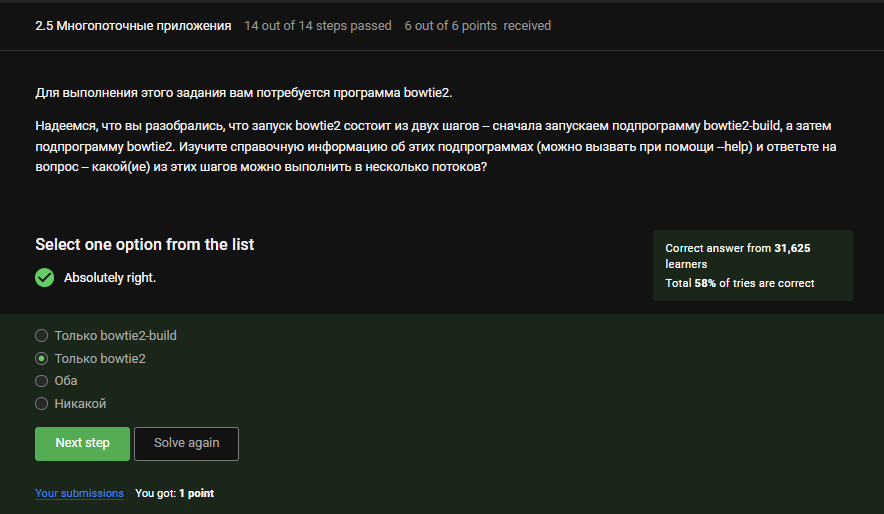 2.5 Многопоточные приложения 14 out of 14 steps passed 6 out of 6 points received
Для выполнения этого задания вам потребуется программа bowtie2.
Надеемся, что вы разобрались, что запуск bowtie2 состоит из двух шагов – сначала запускаем подпрограмму bowtie2-build, а затем
подпрограмму bowtie2. Изучите справочную информацию об этих подпрограммах (можно вызвать при помощи --help) и ответьте на
вопрос – какой(ие) из этих шагов можно выполнить в несколько потоков?
Select one option from the list
Absolutely right.
Correct answer from 31,625
learners
Total 58% of tries are correct
Только bowtie2-build
Только bowtie2
Оба
Никакой
Next step Solve again
Your submissions You got: 1 point